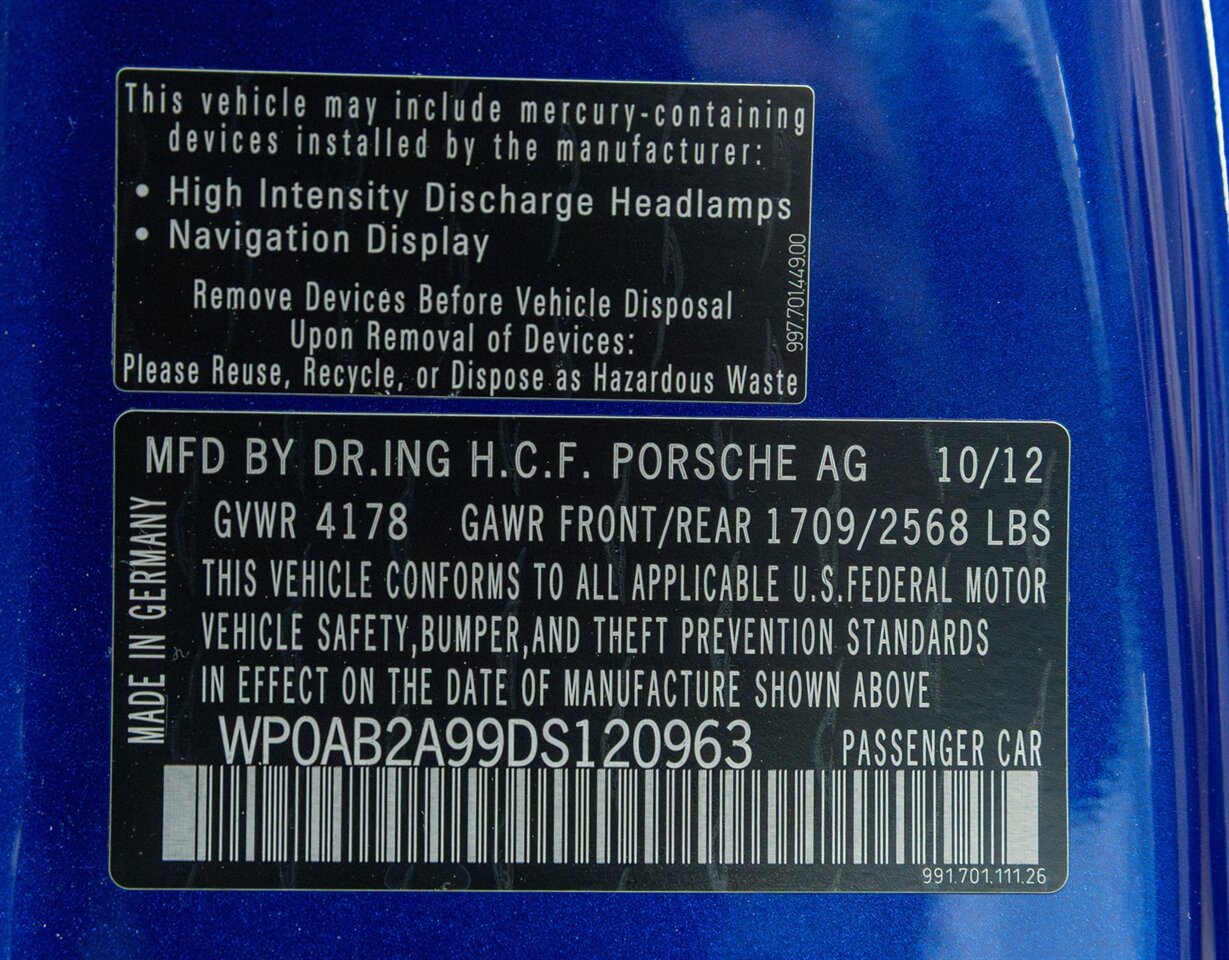 This vehicle may include mercury-containing
devices installed by the manufacturer:
• High Intensity Discharge Headlamps
• Navigation Display
Remove Devices Before Vehicle Disposal
Upon Removal of Devices:
Please Reuse, Recycle, or Dispose as Hazardous Waste
997.701.449.00
MFD BY DR.ING H.C.F. PORSCHE AG 10/12
GVWR 4178 GAWR FRONT/REAR 1709/2568 LBS
THIS VEHICLE CONFORMS TO ALL APPLICABLE U.S.FEDERAL MOTOR
VEHICLE SAFETY,BUMPER,AND THEFT PREVENTION STANDARDS
IN EFFECT ON THE DATE OF MANUFACTURE SHOWN ABOVE
WP0AB2A99DS120963 PASSENGER CAR
991.701.111.26
MADE IN GERMANY